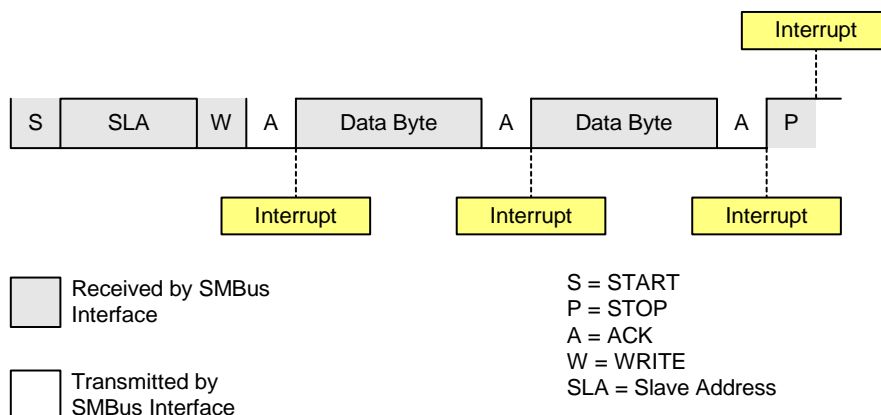 Interrupt
S
SLA
W
A
Data Byte
A
Data Byte
A
P
Interrupt
Interrupt
Interrupt
Received by SMBus
Interface
Transmitted by
SMBus Interface
S = START
P = STOP
A = ACK
W = WRITE
SLA = Slave Address